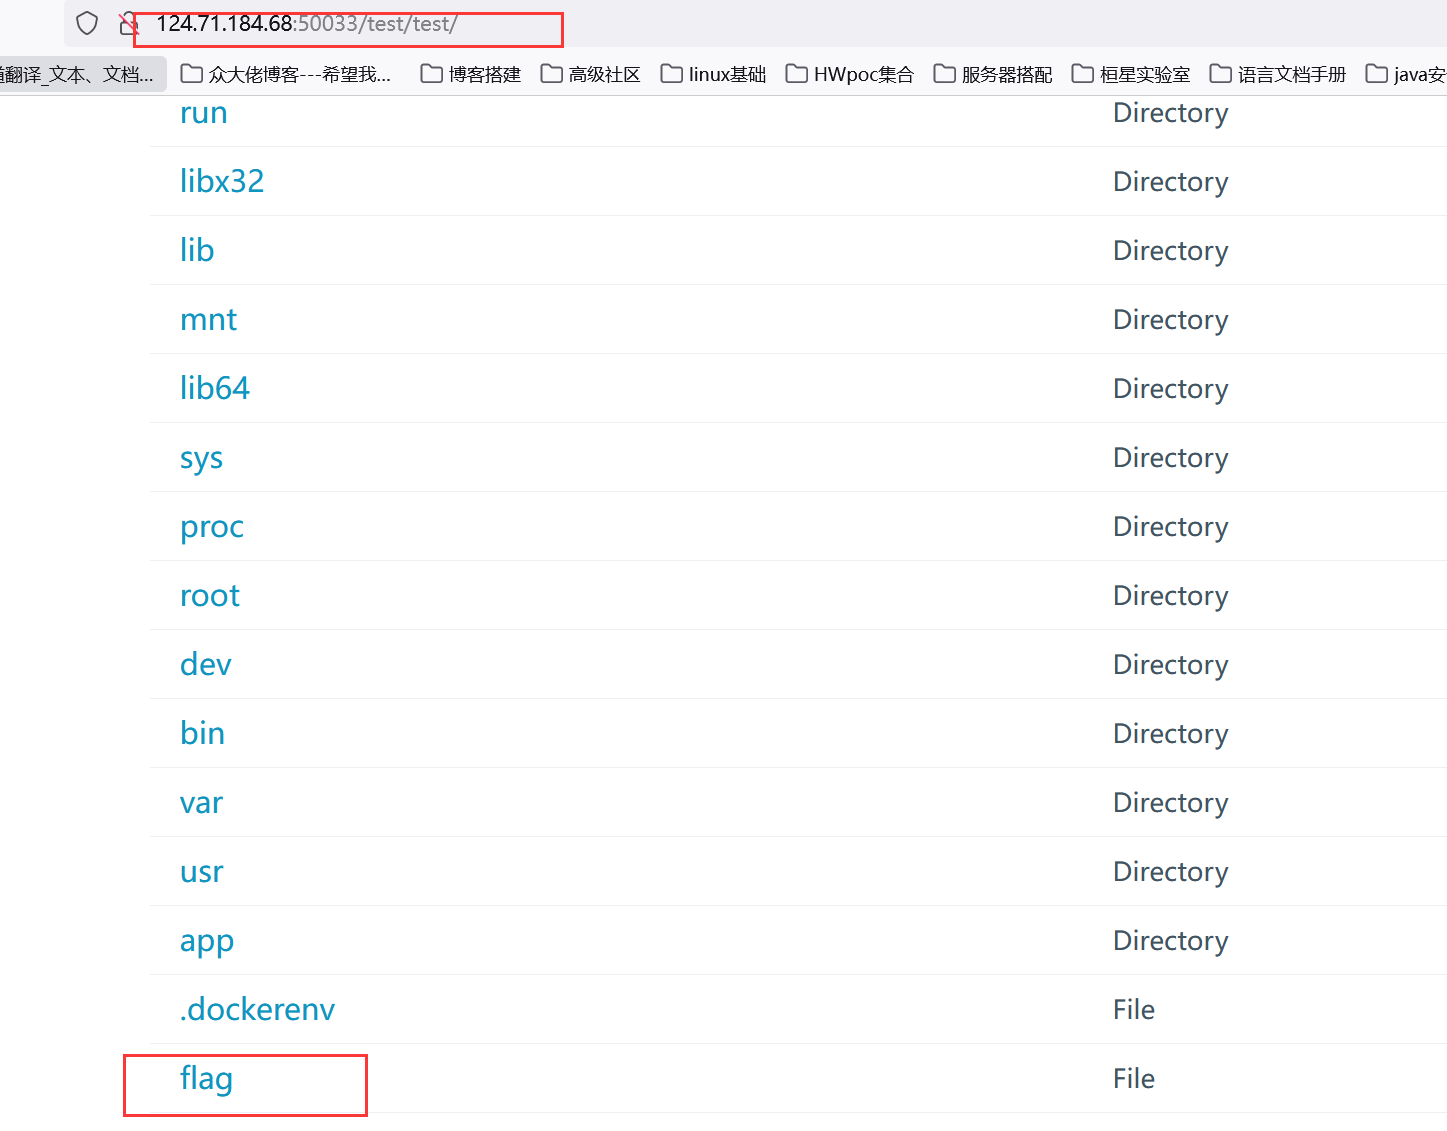 124.71.184.68:50033/test/test/
翻译_文本、文档... 众大佬博客---希望我... 博客搭建 高级社区 linux基础 HWpoc集合 服务器搭配 桓星实验室 语言文档手册 java安
run Directory
libx32 Directory
lib Directory
mnt Directory
lib64 Directory
sys Directory
proc Directory
root Directory
dev Directory
bin Directory
var Directory
usr Directory
app Directory
.dockerenv File
flag File